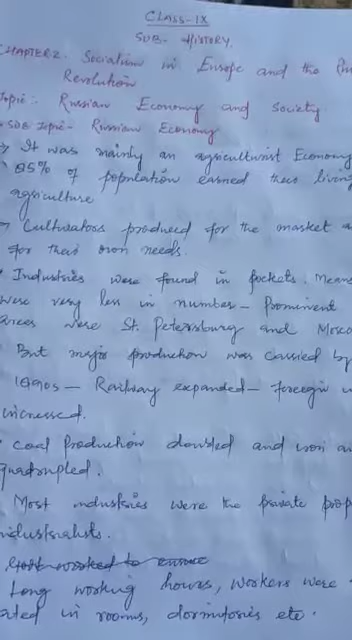 CLASS-IX
SUB- HISTORY.
CHAPTER2. Socialism in Europe and the
Revolution
Topic:- Russian Economy and Society
SUB Topic- Russian Economy
→ It was mainly an agriculturist Economy
85% of population earned their living
agriculture
→ Cultivators produced for the market
for their own needs.
Industries were found in pockets. Means
were very less in number- Prominent
areas were St. Petersburg and Mosco
But major production was carried by
1890s- Railway expanded- foreign
increased.
coal production doubled and iron
quadrupled.
Most industries were the private prop
industrialists.
Long working hours, workers were
ated in rooms, dormitories etc.